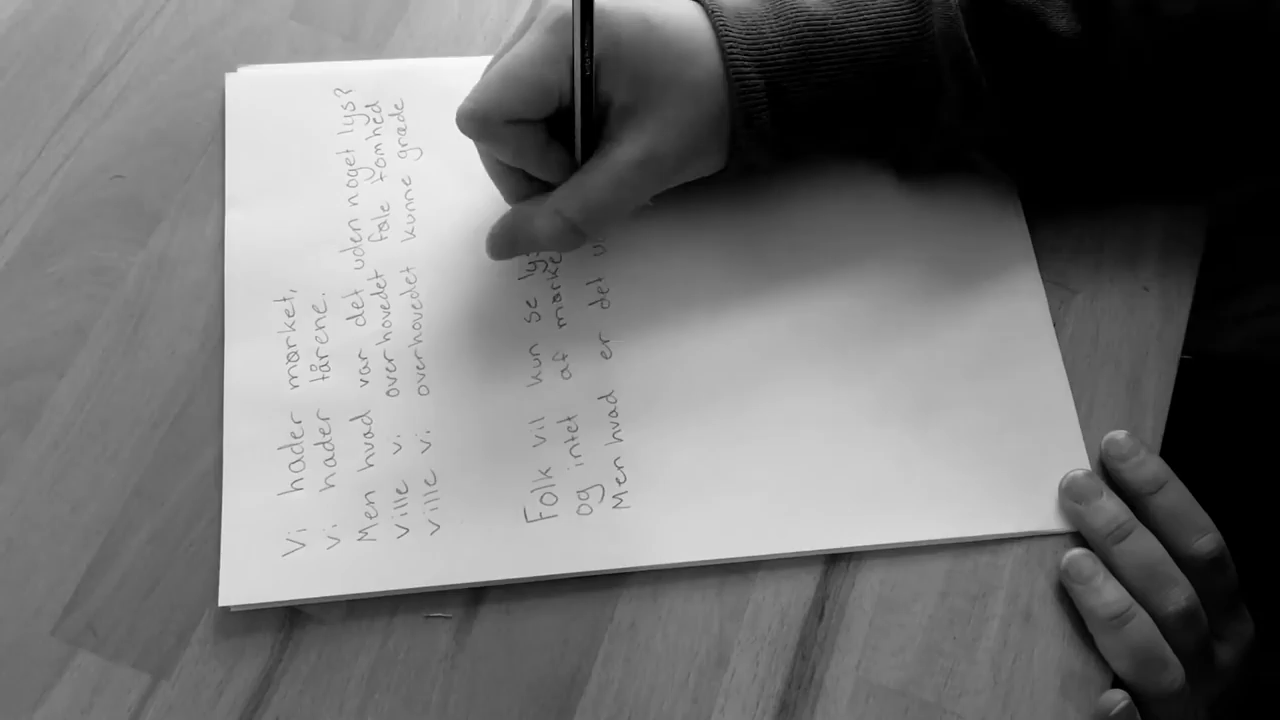 Vi hader mørket,
Vi hader tårene.
Men hvad var det uden noget lys?
Ville vi overhovedet føle tomhed
ville vi overhovedet kunne græde
Folk vil kun se
og intet af mørke
Men hvad er det